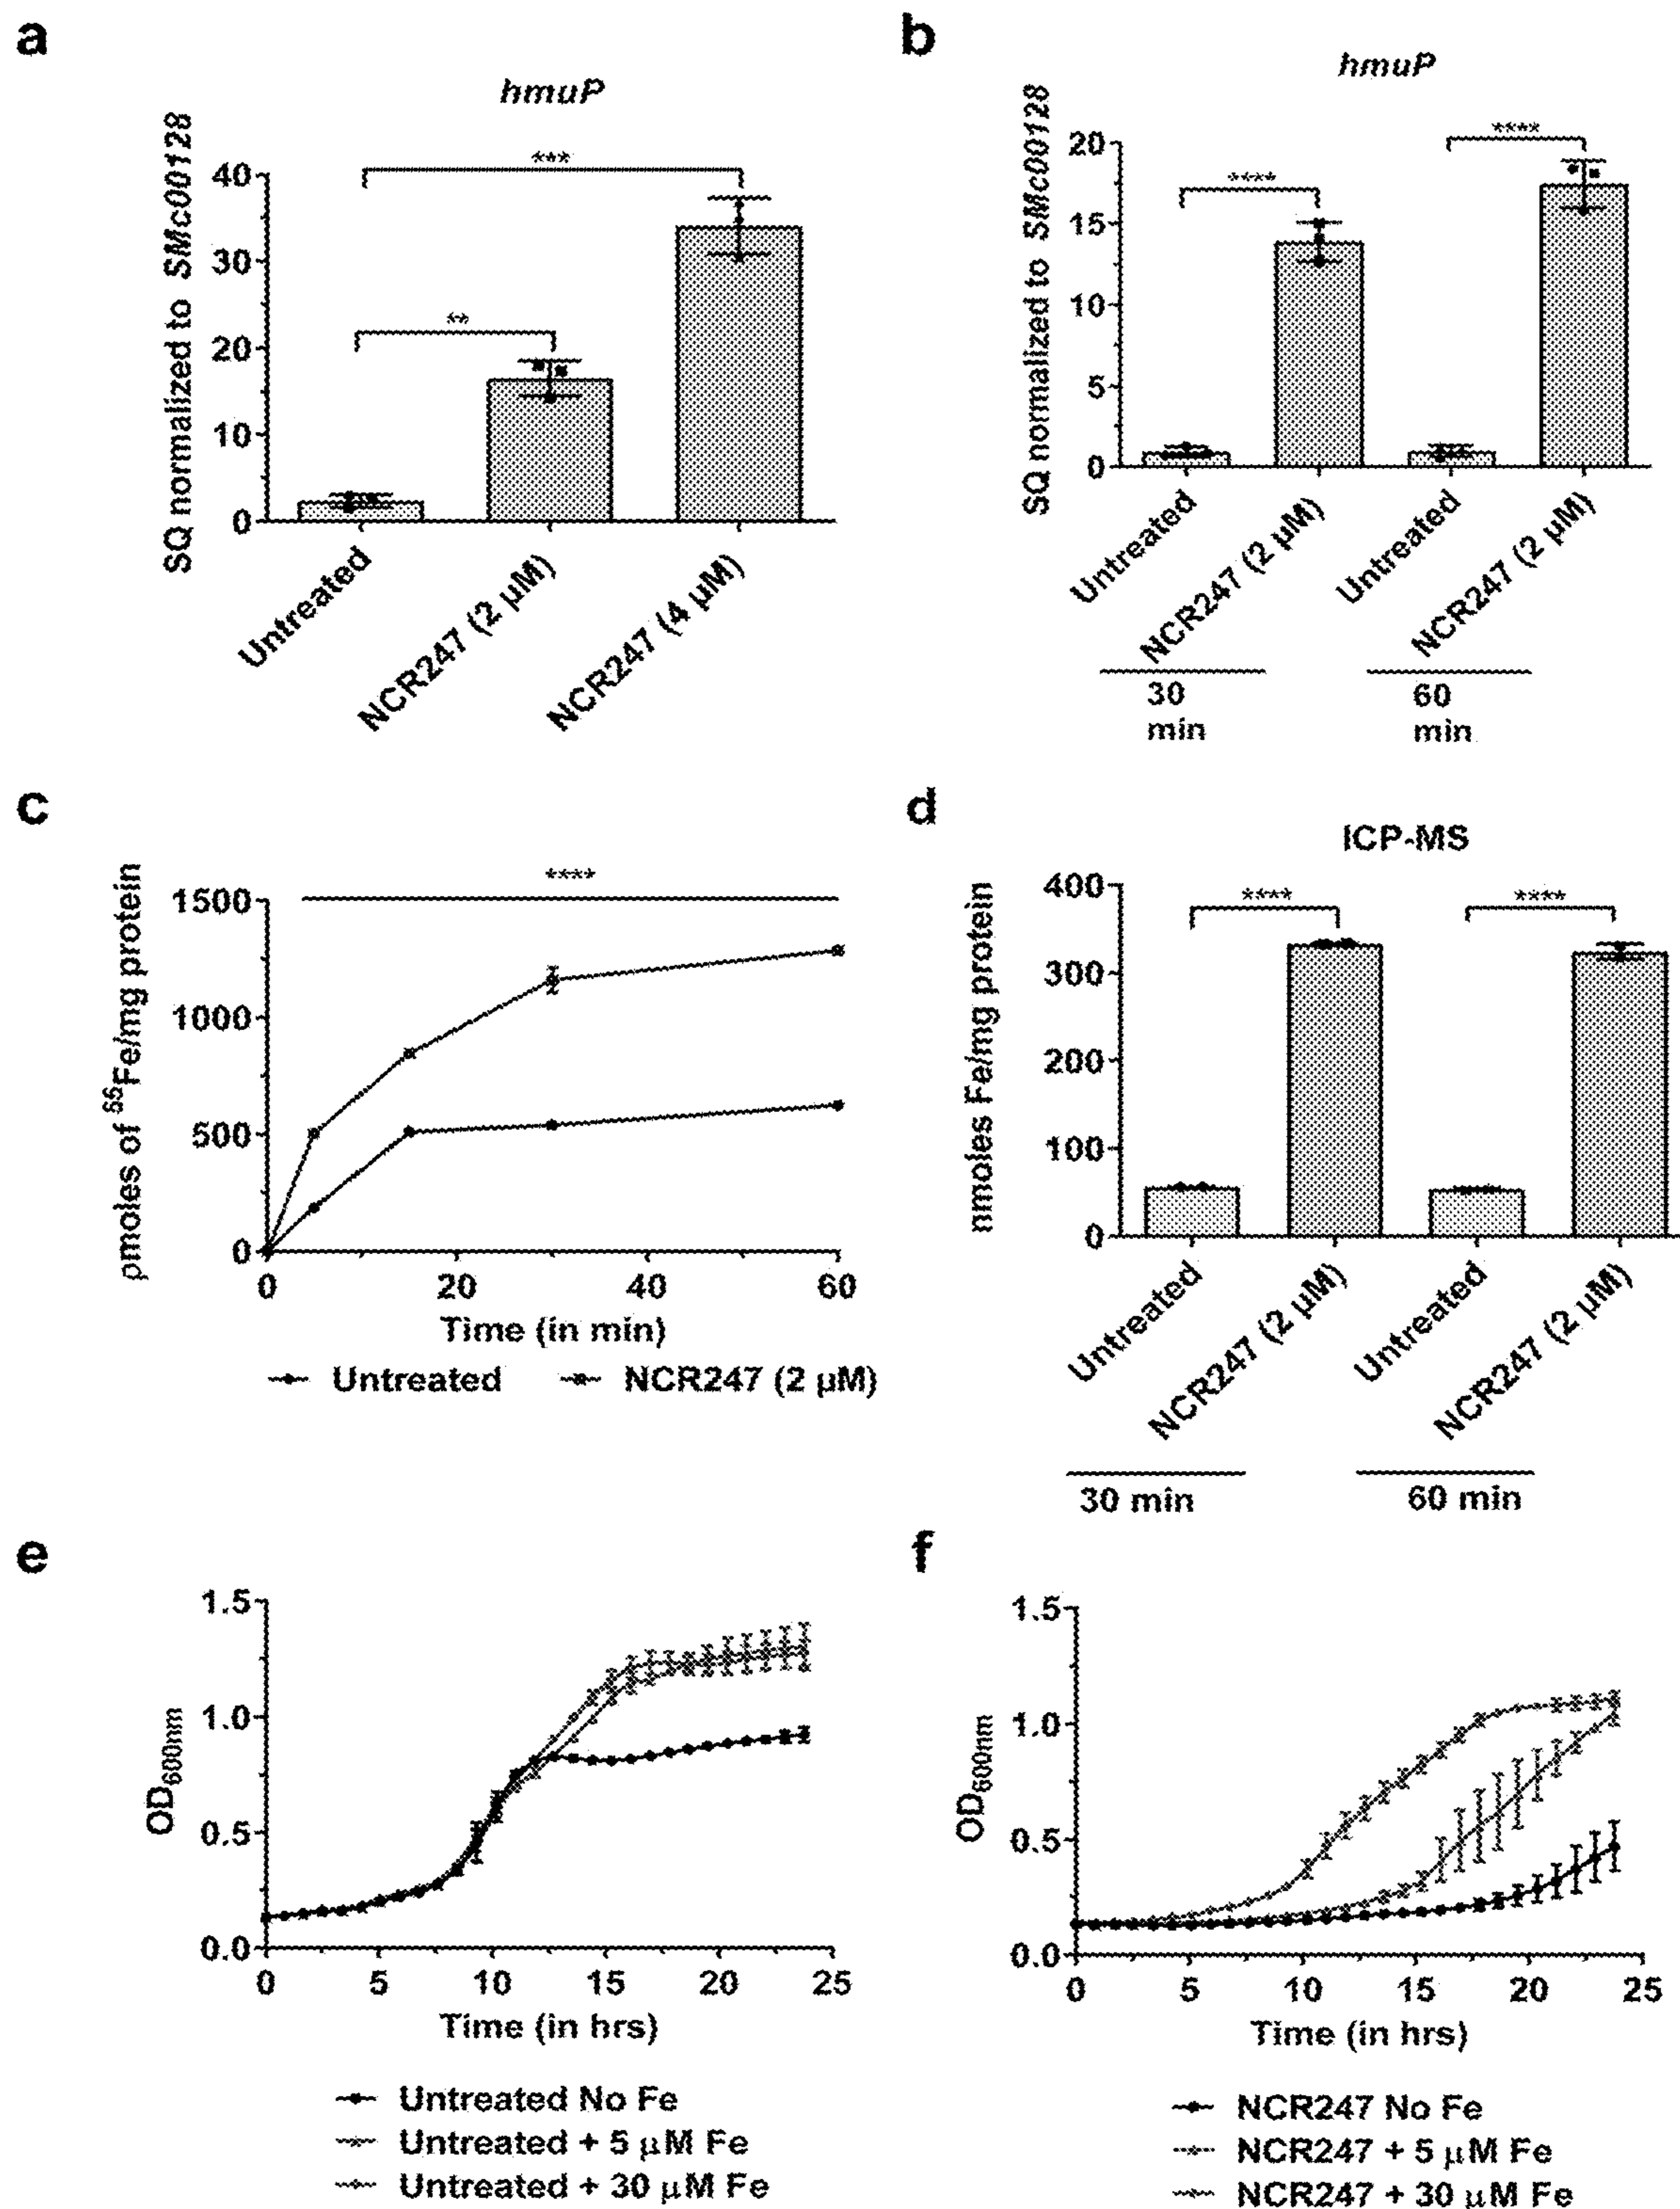 a
hmuP
SQ normalized to SMc00128
40
30
20
10
0
***
**
Untreated
NCR247 (2 µM)
NCR247 (4 µM)
b
hmuP
SQ normalized to SMc00128
20
15
10
5
0
****
****
Untreated
NCR247 (2 µM)
Untreated
NCR247 (2 µM)
30
min
60
min
c
ρmoles of ⁵⁵Fe/mg protein
1500
1000
500
0
****
0 20 40 60
Time (in min)
Untreated NCR247 (2 µM)
d
ICP-MS
nmoles Fe/mg protein
400
300
200
100
0
****
****
Untreated
NCR247 (2 µM)
Untreated
NCR247 (2 µM)
30 min
60 min
e
OD600nm
1.5
1.0
0.5
0.0
0 5 10 15 20 25
Time (in hrs)
Untreated No Fe
Untreated + 5 µM Fe
Untreated + 30 µM Fe
f
OD600nm
1.5
1.0
0.5
0.0
0 5 10 15 20 25
Time (in hrs)
NCR247 No Fe
NCR247 + 5 µM Fe
NCR247 + 30 µM Fe